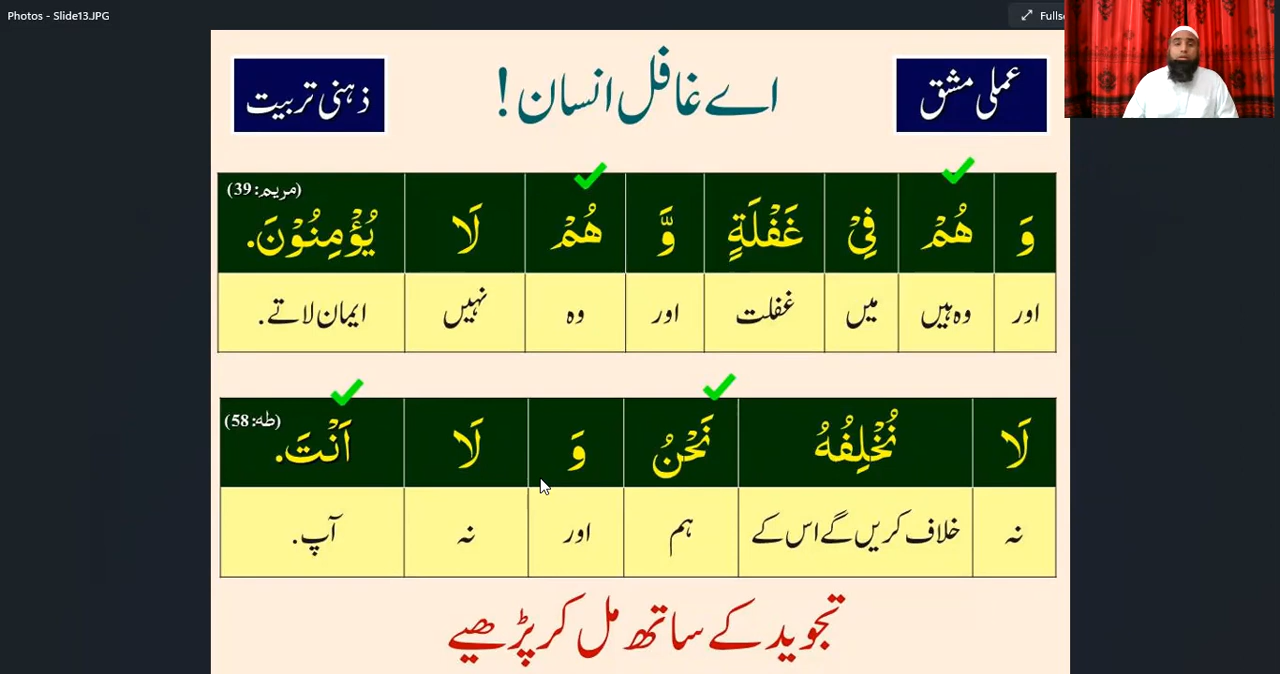 Photos - Slide13.JPG
Fulls
عملی مشق
اے غافل انسان!
ذہنی تربیت
وَ هُمْ فِیْ غَفْلَةٍ وَّ هُمْ لَا یُؤْمِنُوْنَ. (مریم:39)
اور وہ ہیں میں غفلت اور وہ نہیں ایمان لاتے.
لَا نُخْلِفُهٗ نَحْنُ وَ لَا اَنْتَ. (طہ:58)
نہ خلاف کریں گے اس کے ہم اور نہ آپ.
تجوید کے ساتھ مل کر پڑھیے